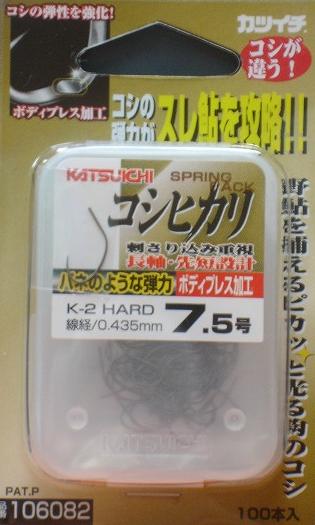 コシの弾性を強化！
ボディプレス加工
カツイチ
コシが
違う！
コシの
弾力が
スレ鮎を攻略！！
KATSUICHI
SPRING
BACK
コシヒカリ
刺さり込み重視
長軸・先短設計
バネのような弾力
ボディプレス加工
K-2 HARD
線経/0.435mm
7.5号
野鮎を捕えるピカッと光る鈎のコシ
KATSUICHI
PAT.P
品番
106082
100本入